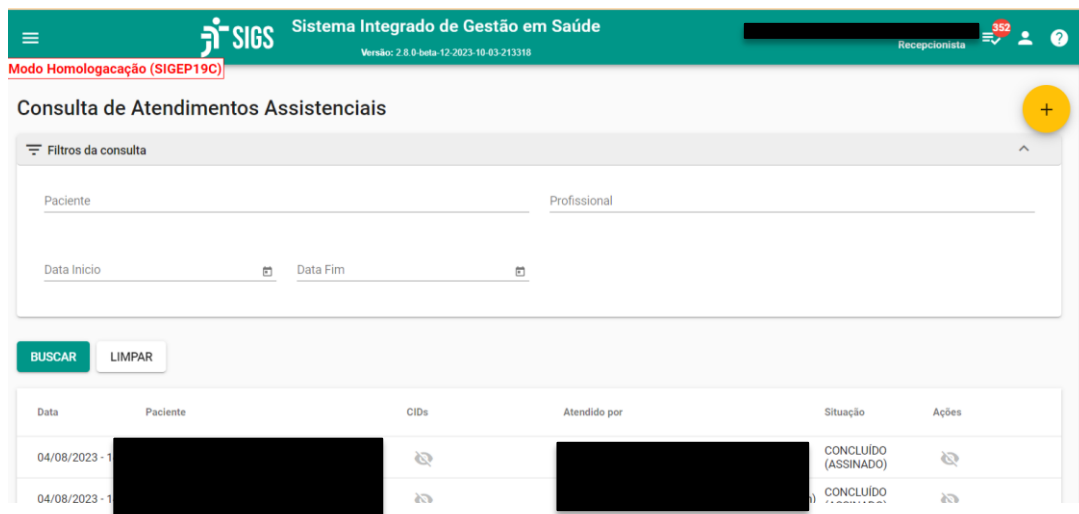 SIGS
Sistema Integrado de Gestão em Saúde
Versão: 2.8.0-beta-12-2023-10-03-213318
Recepcionista
352
Modo Homologacação (SIGEP19C)
Consulta de Atendimentos Assistenciais
+
Filtros da consulta
Paciente
Profissional
Data Inicio
Data Fim
BUSCAR
LIMPAR
Data Paciente CIDs Atendido por Situação Ações
04/08/2023 - 1 CONCLUÍDO
(ASSINADO)
04/08/2023 - 1 CONCLUÍDO
(ASSINADO)